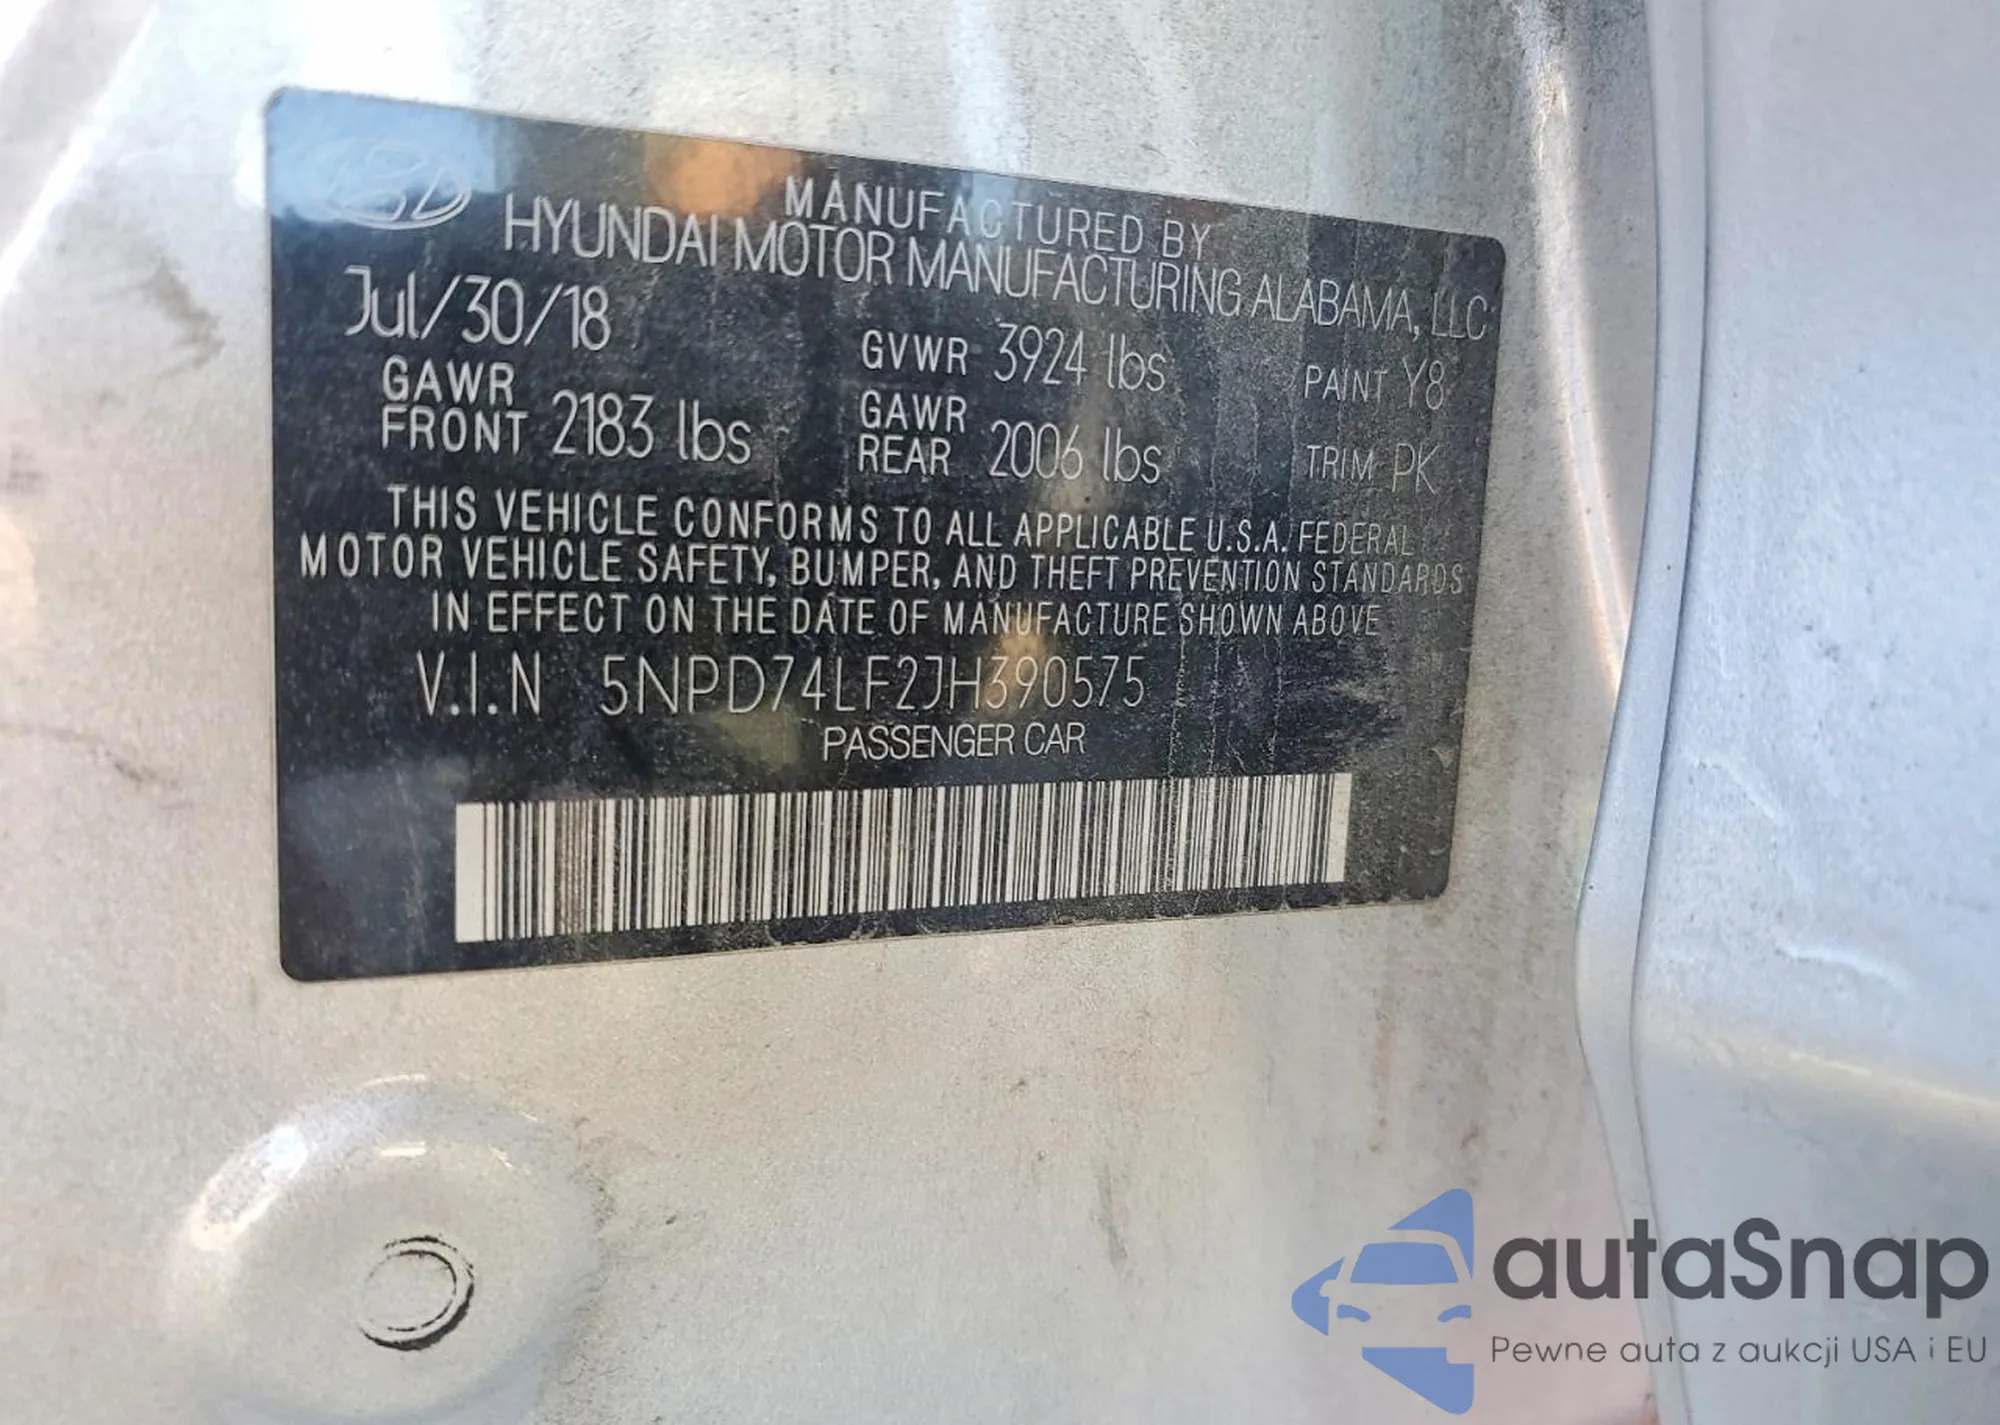 MANUFACTURED BY
HYUNDAI MOTOR MANUFACTURING ALABAMA, LLC
Jul/30/18 GVWR 3924 lbs PAINT Y8
GAWR FRONT 2183 lbs GAWR REAR 2006 lbs TRIM PK
THIS VEHICLE CONFORMS TO ALL APPLICABLE U.S.A. FEDERAL
MOTOR VEHICLE SAFETY, BUMPER, AND THEFT PREVENTION STANDARDS
IN EFFECT ON THE DATE OF MANUFACTURE SHOWN ABOVE
V.I.N 5NPD74LF2JH390575
PASSENGER CAR
autaSnap
Pewne auta z aukcji USA i EU